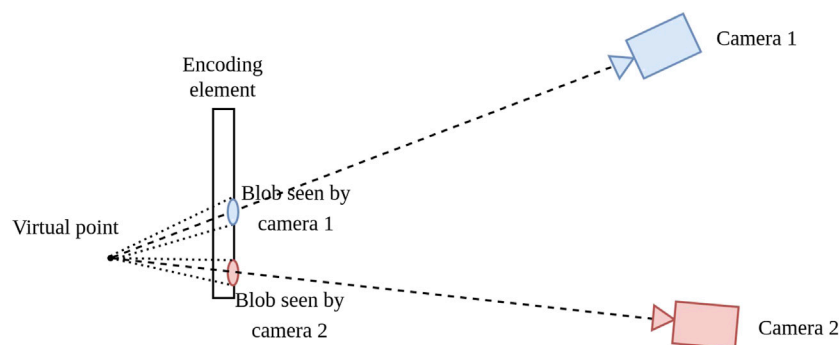 Camera 1
Encoding
element
Blob seen by
camera 1
Virtual point
Blob seen by
camera 2
Camera 2